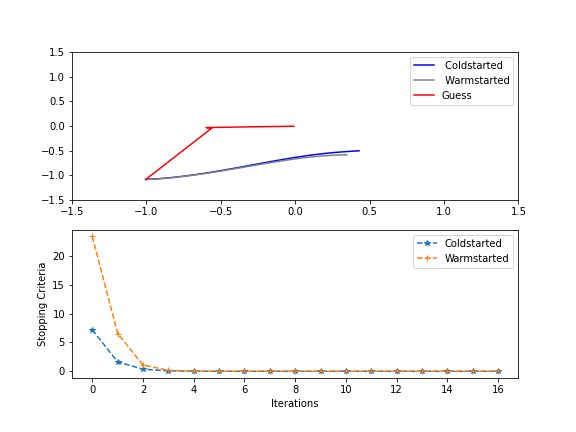 1.5
1.0
0.5
0.0
−0.5
−1.0
−1.5
−1.5 −1.0 −0.5 0.0 0.5 1.0 1.5
Coldstarted
Warmstarted
Guess
Stopping Criteria
20
15
10
5
0
0 2 4 6 8 10 12 14 16
Iterations
Coldstarted
Warmstarted